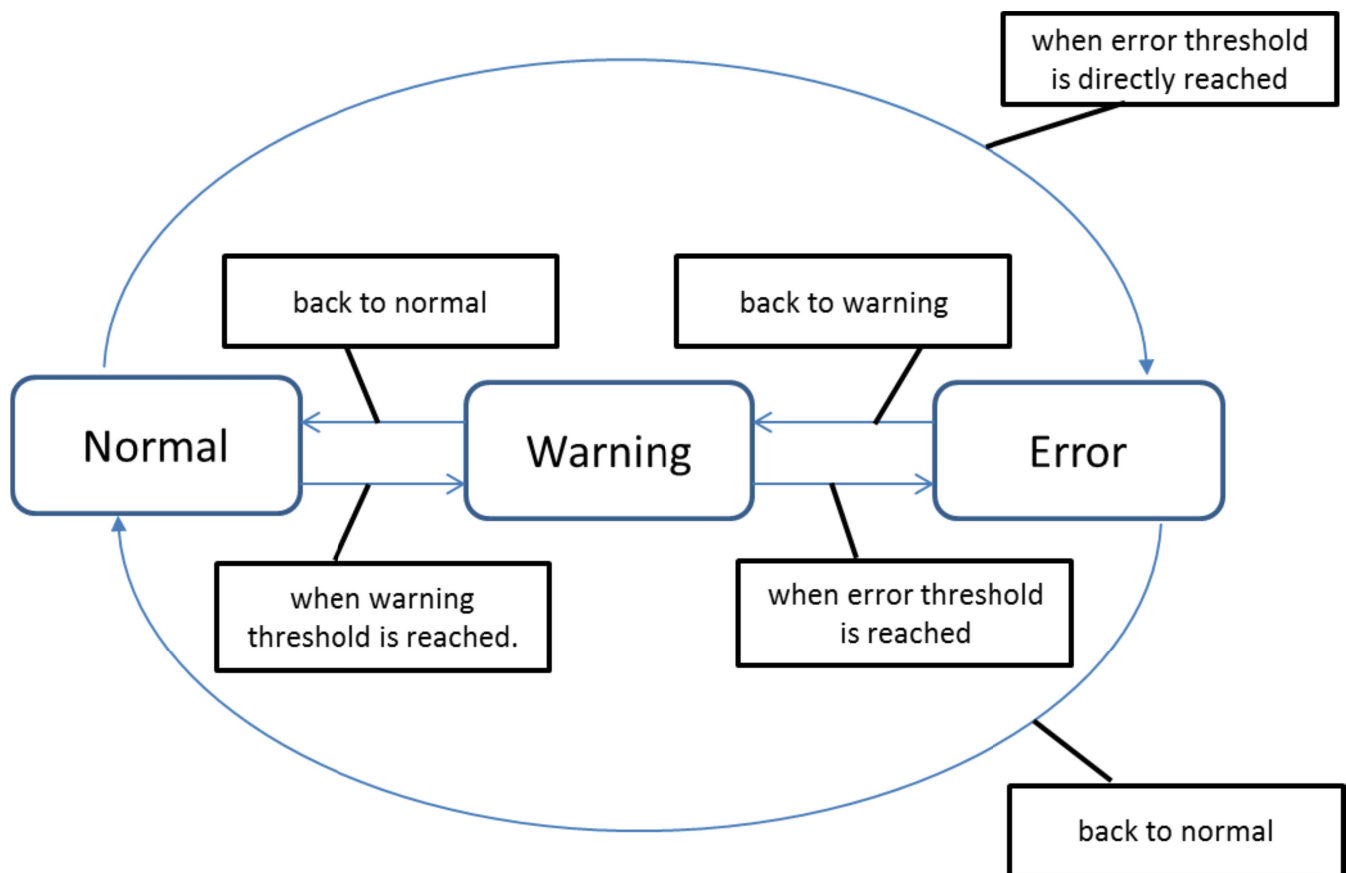 when error threshold
is directly reached
back to normal
back to warning
Normal
Warning
Error
when warning
threshold is reached.
when error threshold
is reached
back to normal